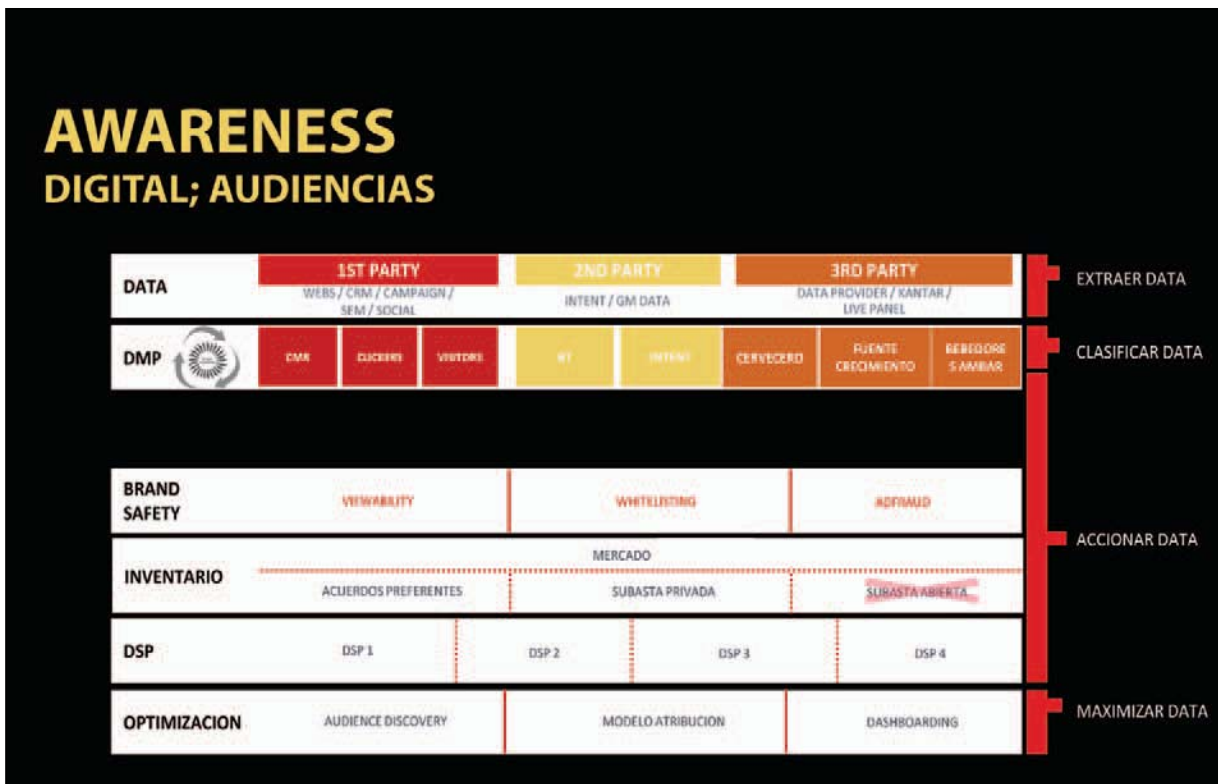 AWARENESS
DIGITAL; AUDIENCIAS
DATA
1ST PARTY
WEBS / CRM / CAMPAIGN /
SEM / SOCIAL
2ND PARTY
INTENT / GM DATA
3RD PARTY
DATA PROVIDER / KANTAR /
LIVE PANEL
EXTRAER DATA
DMP
CLICKERS
VISITORS
INTENT
CERVECERO
FUENTE
CRECIMIENTO
BEBEDORE
S AMBAR
CLASIFICAR DATA
BRAND
SAFETY
VIEWABILITY
WHITELISTING
ADFRAUD
ACCIONAR DATA
INVENTARIO
MERCADO
ACUERDOS PREFERENTES
SUBASTA PRIVADA
SUBASTA ABIERTA
DSP
DSP 1
DSP 2
DSP 3
DSP 4
OPTIMIZACION
AUDIENCE DISCOVERY
MODELO ATRIBUCION
DASHBOARDING
MAXIMIZAR DATA